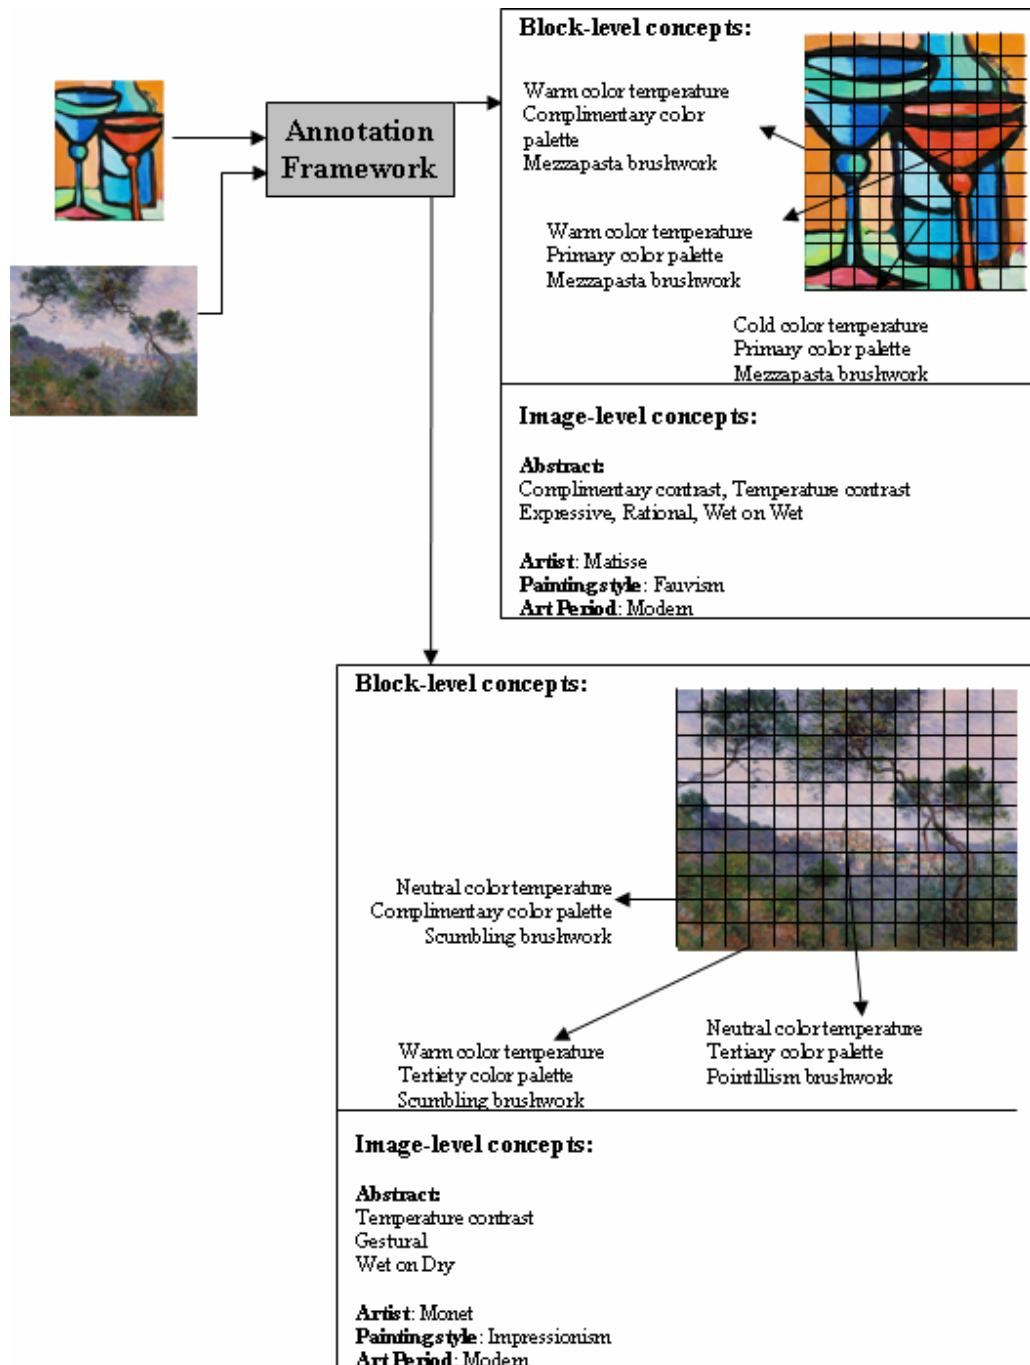 Annotation
Framework
Block-level concepts:
Warm color temperature
Complimentary color
palette
Mezzapasta brushwork
Warm color temperature
Primary color palette
Mezzapasta brushwork
Cold color temperature
Primary color palette
Mezzapasta brushwork
Image-level concepts:
Abstract:
Complimentary contrast, Temperature contrast
Expressive, Rational, Wet on Wet
Artist: Matisse
Painting style: Fauvism
Art Period: Modern
Block-level concepts:
Neutral color temperature
Complimentary color palette
Scumbling brushwork
Warm color temperature
Tertiety color palette
Scumbling brushwork
Neutral color temperature
Tertiary color palette
Pointillism brushwork
Image-level concepts:
Abstract:
Temperature contrast
Gestural
Wet on Dry
Artist: Monet
Painting style: Impressionism
Art Period: Modern